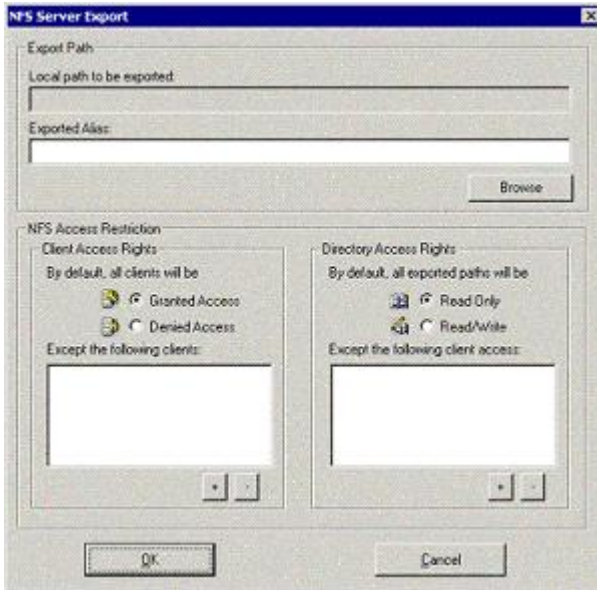 NFS Server Export
Export Path
Local path to be exported:
Exported Alias:
Browse
NFS Access Restriction
Client Access Rights
By default, all clients will be
Granted Access
Denied Access
Except the following clients:
+ -
Directory Access Rights
By default, all exported paths will be
Read Only
Read/Write
Except the following client access:
+ -
OK
Cancel